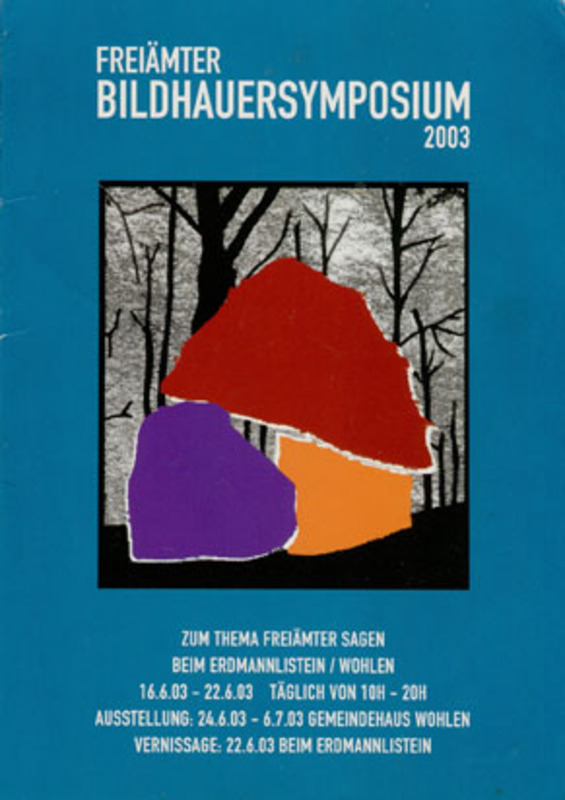 FREIÄMTER
BILDHAUERSYMPOSIUM
2003
ZUM THEMA FREIÄMTER SAGEN
BEIM ERDMANNLISTEIN / WOHLEN
16.6.03 - 22.6.03 TÄGLICH VON 10H - 20H
AUSSTELLUNG: 24.6.03 - 6.7.03 GEMEINDEHAUS WOHLEN
VERNISSAGE: 22.6.03 BEIM ERDMANNLISTEIN